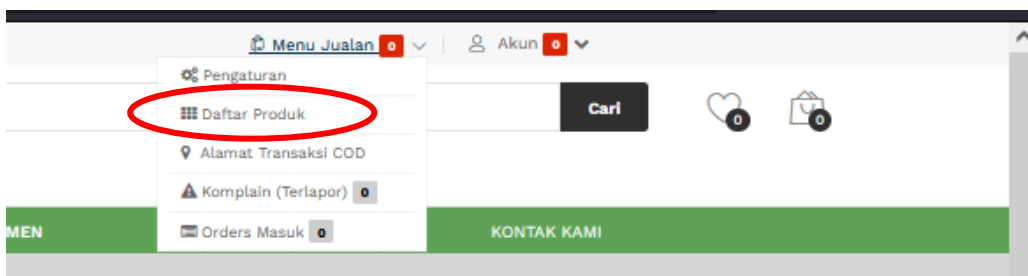 Menu Jualan 0 Akun 0
Pengaturan
Daftar Produk
Cari 0 0
Alamat Transaksi COD
Komplain (Terlapor) 0
Orders Masuk 0
MEN KONTAK KAMI